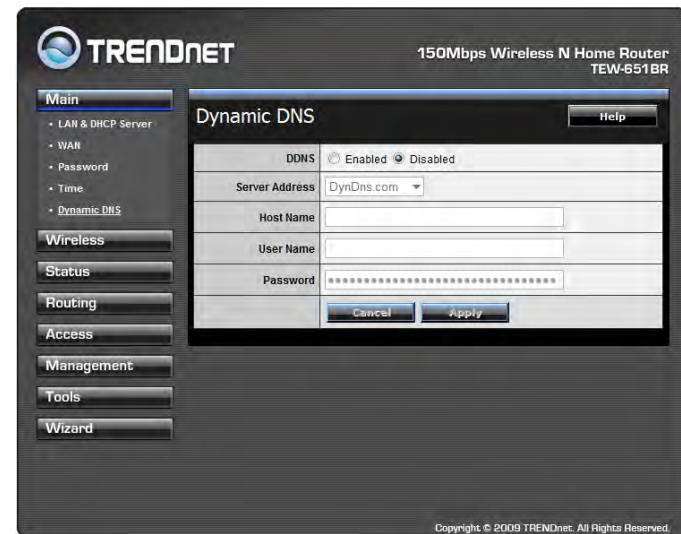 TRENDNET
150Mbps Wireless N Home Router
TEW-651BR
Main
• LAN & DHCP Server
• WAN
• Password
• Time
• Dynamic DNS
Wireless
Status
Routing
Access
Management
Tools
Wizard
Dynamic DNS
Help
DDNS Enabled Disabled
Server Address DynDns.com
Host Name
User Name
Password
Cancel Apply
Copyright © 2009 TRENDnet. All Rights Reserved.